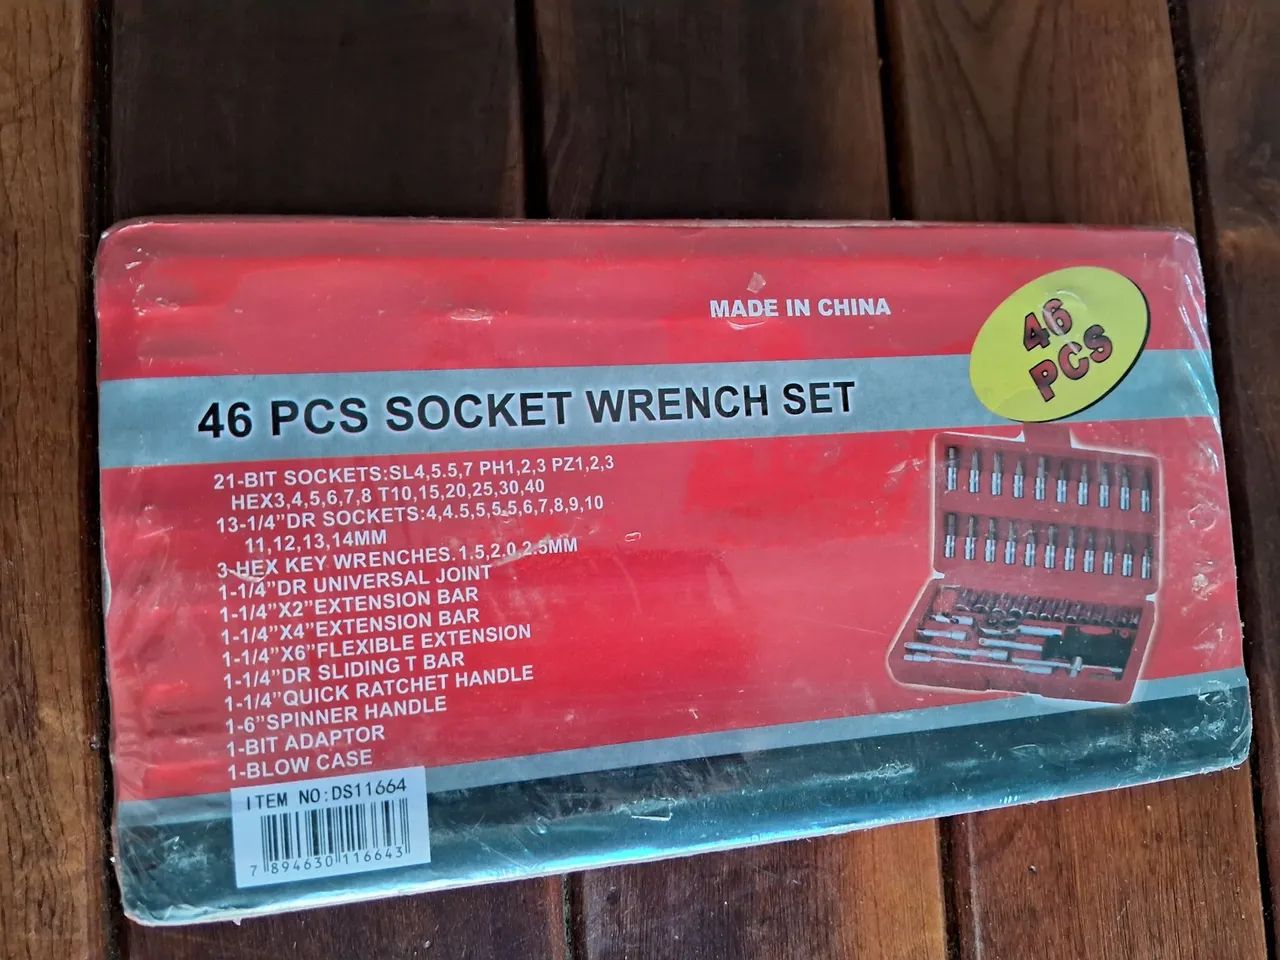 MADE IN CHINA
46
PCS
46 PCS SOCKET WRENCH SET
21-BIT SOCKETS:SL4,5.5,7 PH1,2,3 PZ1,2,3
HEX3,4,5,6,7,8 T10,15,20,25,30,40
13-1/4"DR SOCKETS:4,4.5,5,5.5,6,7,8,9,10
11,12,13,14MM
3-HEX KEY WRENCHES.1.5,2.0,2.5MM
1-1/4"DR UNIVERSAL JOINT
1-1/4"X2"EXTENSION BAR
1-1/4"X4"EXTENSION BAR
1-1/4"X6"FLEXIBLE EXTENSION
1-1/4"DR SLIDING T BAR
1-1/4"QUICK RATCHET HANDLE
1-6"SPINNER HANDLE
1-BIT ADAPTOR
1-BLOW CASE
ITEM NO:DS11664
7 894630 116643